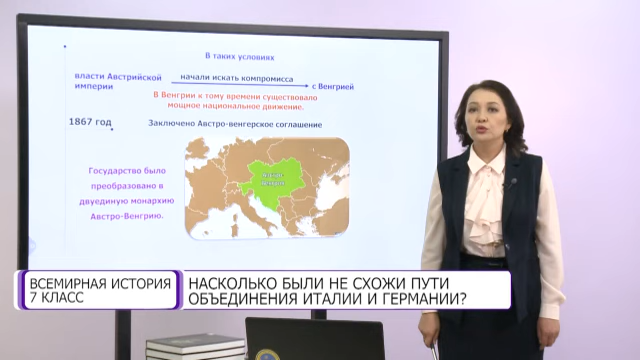 В таких условиях
власти Австрийской империи
начали искать компромисса
с Венгрией
В Венгрии к тому времени существовало
мощное национальное движение.
1867 год
Заключено Австро-венгерское соглашение
Государство было
преобразовано в
двуединую монархию
Австро-Венгрию.
ВСЕМИРНАЯ ИСТОРИЯ
7 КЛАСС
НАСКОЛЬКО БЫЛИ НЕ СХОЖИ ПУТИ
ОБЪЕДИНЕНИЯ ИТАЛИИ И ГЕРМАНИИ?